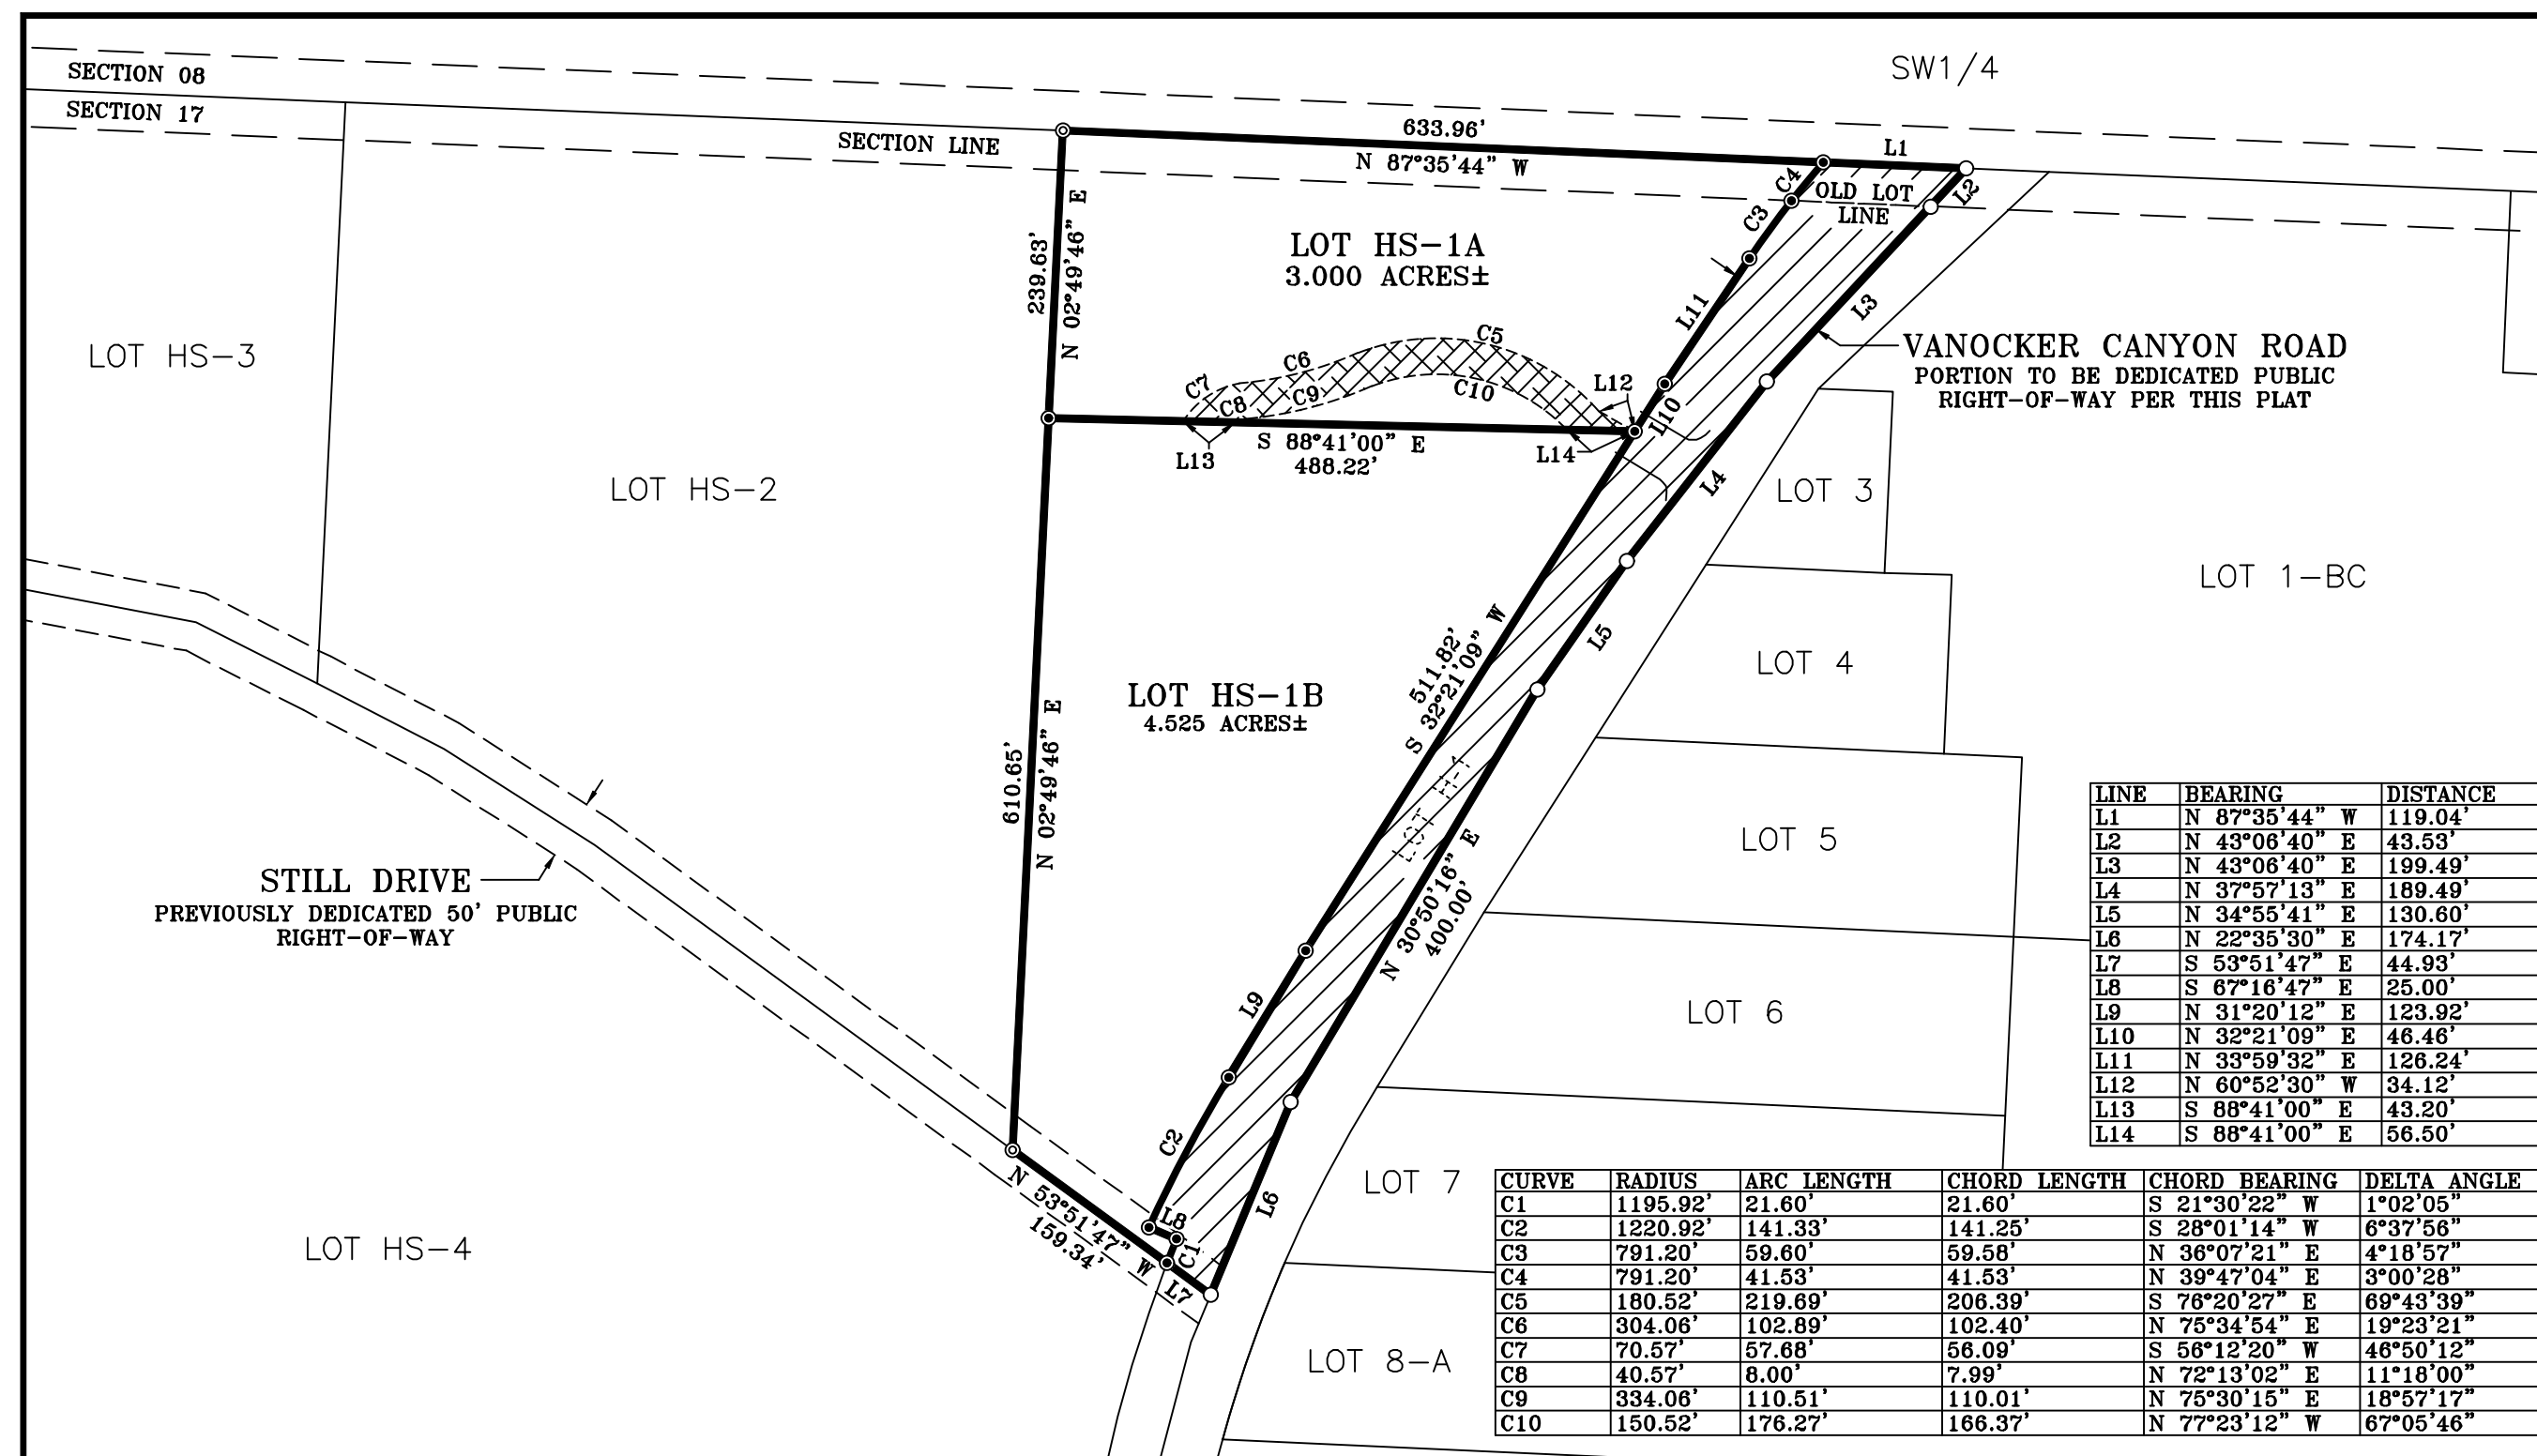 SW1/4
SECTION 08
SECTION 17
SECTION LINE
633.96'
N 87°35'44" W
L1
C4
OLD LOT
LINE
L2
C3
239.63'
N 02°49'46" E
LOT HS-1A
3.000 ACRES±
L11
L3
LOT HS-3
VANOCKER CANYON ROAD
PORTION TO BE DEDICATED PUBLIC
RIGHT-OF-WAY PER THIS PLAT
C5
C6
C7
C8
C9
C10
L12
L10
L13
S 88°41'00" E
488.22'
L14
LOT HS-2
L4
LOT 3
LOT 1-BC
L5
LOT 4
511.82'
S 32°21'09" W
LOT HS-1B
4.525 ACRES±
610.65'
N 02°49'46" E
LOT H-1
LOT 5
N 30°50'16" E
400.00'
STILL DRIVE
PREVIOUSLY DEDICATED 50' PUBLIC
RIGHT-OF-WAY
L9
LOT 6
C2
L6
LOT 7
L8
C1
N 53°51'47" W
159.34'
L7
LOT HS-4
LOT 8-A
LINE BEARING DISTANCE
L1 N 87°35'44" W 119.04'
L2 N 43°06'40" E 43.53'
L3 N 43°06'40" E 199.49'
L4 N 37°57'13" E 189.49'
L5 N 34°55'41" E 130.60'
L6 N 22°35'30" E 174.17'
L7 S 53°51'47" E 44.93'
L8 S 67°16'47" E 25.00'
L9 N 31°20'12" E 123.92'
L10 N 32°21'09" E 46.46'
L11 N 33°59'32" E 126.24'
L12 N 60°52'30" W 34.12'
L13 S 88°41'00" E 43.20'
L14 S 88°41'00" E 56.50'
CURVE RADIUS ARC LENGTH CHORD LENGTH CHORD BEARING DELTA ANGLE
C1 1195.92' 21.60' 21.60' S 21°30'22" W 1°02'05"
C2 1220.92' 141.33' 141.25' S 28°01'14" W 6°37'56"
C3 791.20' 59.60' 59.58' N 36°07'21" E 4°18'57"
C4 791.20' 41.53' 41.53' N 39°47'04" E 3°00'28"
C5 180.52' 219.69' 206.39' S 76°20'27" E 69°43'39"
C6 304.06' 102.89' 102.40' N 75°34'54" E 19°23'21"
C7 70.57' 57.68' 56.09' S 56°12'20" W 46°50'12"
C8 40.57' 8.00' 7.99' N 72°13'02" E 11°18'00"
C9 334.06' 110.51' 110.01' N 75°30'15" E 18°57'17"
C10 150.52' 176.27' 166.37' N 77°23'12" W 67°05'46"